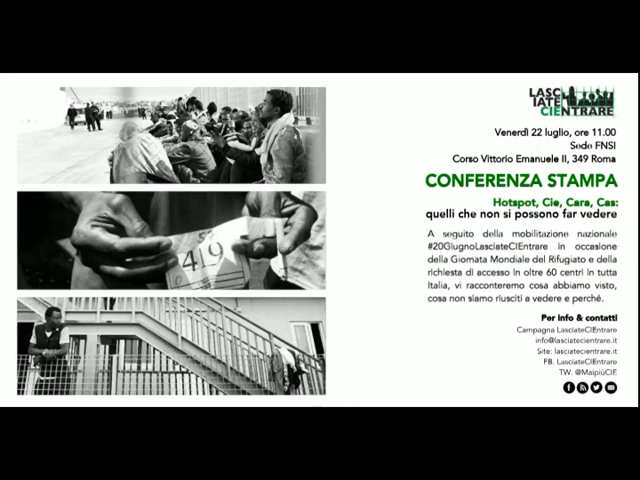 LASC
IATE
CIENTRARE
Venerdì 22 luglio, ore 11.00
Sede FNSI
Corso Vittorio Emanuele II, 349 Roma
CONFERENZA STAMPA
Hotspot, Cie, Cara, Cas:
quelli che non si possono far vedere
A seguito della mobilitazione nazionale
#20GiugnoLasciateCIEntrare in occasione
della Giornata Mondiale del Rifugiato e della
richiesta di accesso in oltre 60 centri in tutta
Italia, vi racconteremo cosa abbiamo visto,
cosa non siamo riusciti a vedere e perché.
Per info & contatti
Campagna LasciateCIEntrare
info@lasciatecientrare.it
Site: lasciatecientrare.it
FB. LasciateCIEntrare
TW. @MaipiùCIE
419